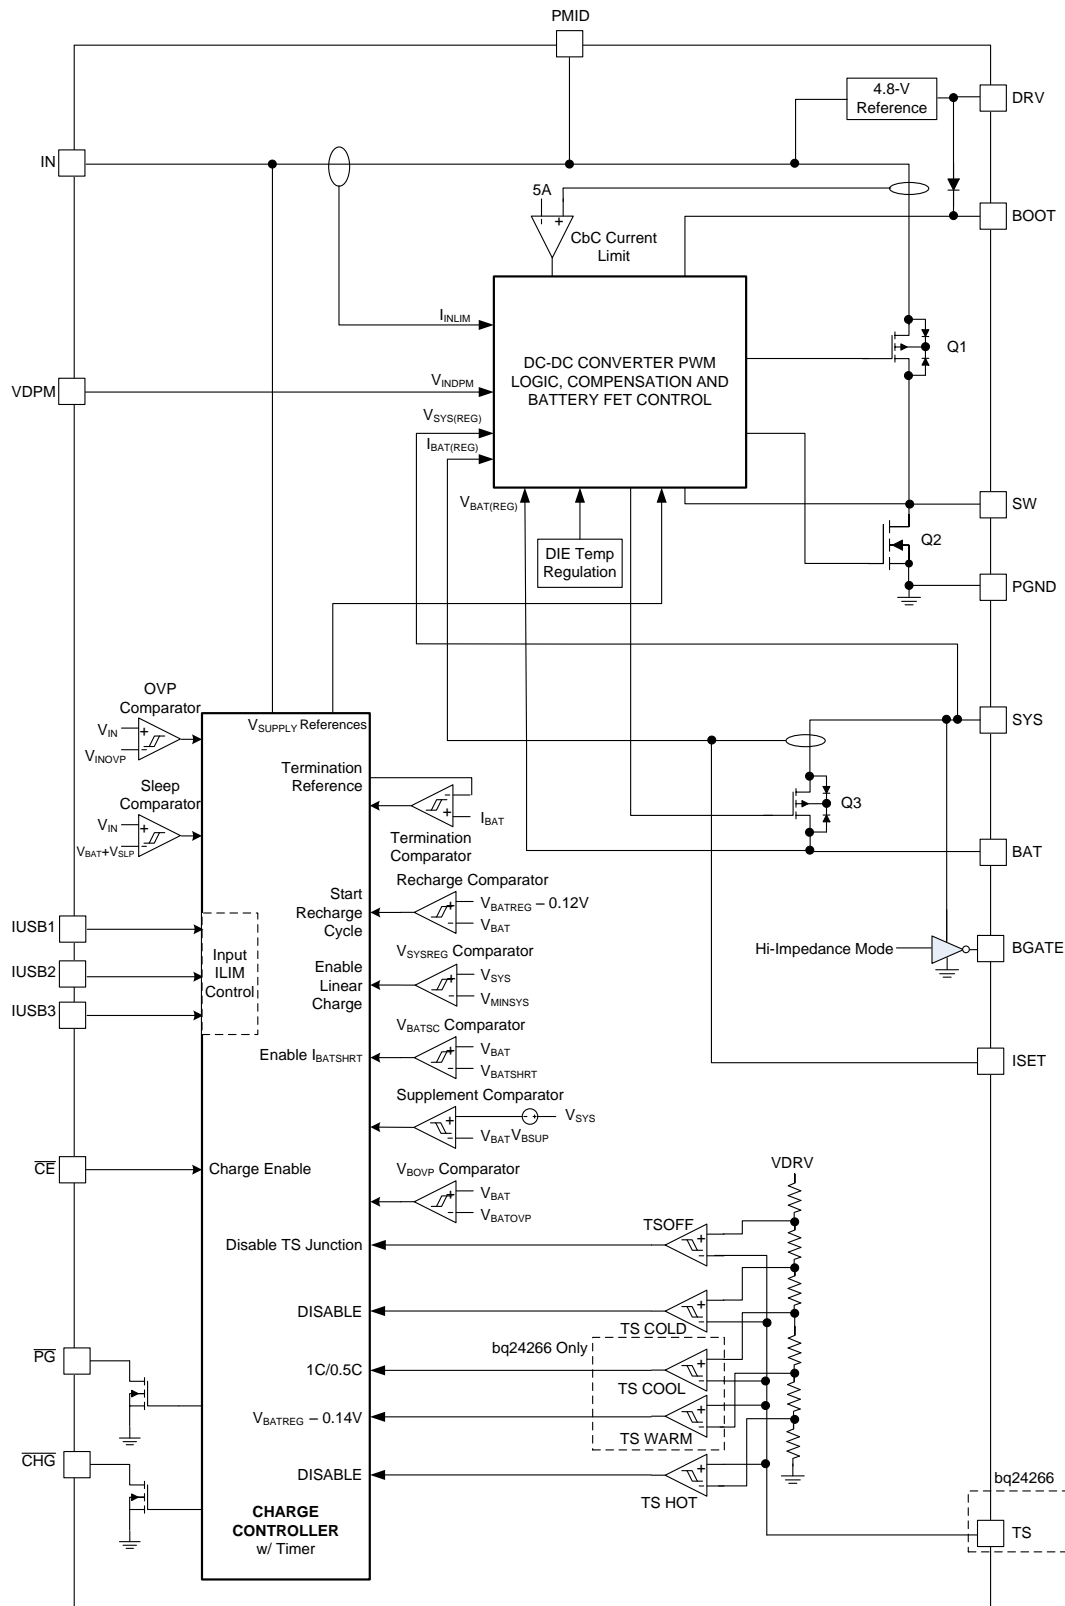 PMID
4.8-V
Reference
DRV
IN
5A
CbC Current
Limit
BOOT
I_INLIM
DC-DC CONVERTER PWM
LOGIC, COMPENSATION AND
BATTERY FET CONTROL
Q1
VDPM
V_INDPM
V_SYS(REG)
I_BAT(REG)
V_BAT(REG)
SW
Q2
DIE Temp
Regulation
PGND
OVP
Comparator
V_IN
+
-
V_INOVP
V_SUPPLY References
SYS
Sleep
Comparator
V_IN
+
-
V_BAT+V_SLP
Termination
Reference
-
+
I_BAT
Termination
Comparator
Q3
BAT
Recharge Comparator
Start
Recharge
Cycle
+
-
V_BATREG – 0.12V
V_BAT
IUSB1
IUSB2
IUSB3
Input
ILIM
Control
V_SYSREG Comparator
Enable
Linear
Charge
+
-
V_SYS
V_MINSYS
Hi-Impedance Mode
BGATE
V_BATSC Comparator
Enable I_BATSHRT
+
-
V_BAT
V_BATSHRT
ISET
Supplement Comparator
+
-
V_SYS
V_BAT V_BSUP
CE
Charge Enable
V_BOVP Comparator
+
-
V_BAT
V_BATOVP
VDRV
TSOFF
+
-
Disable TS Junction
DISABLE
+
-
TS COLD
bq24266 Only
PG
1C/0.5C
+
-
TS COOL
V_BATREG – 0.14V
+
-
TS WARM
CHG
DISABLE
+
-
TS HOT
bq24266
TS
CHARGE
CONTROLLER
w/ Timer